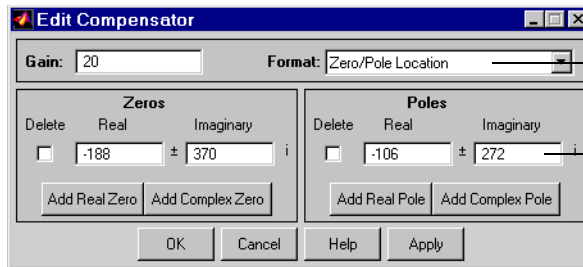 Edit Compensator
Gain: 20 Format: Zero/Pole Location
Zeros Poles
Delete Real Imaginary Delete Real Imaginary
-188 ± 370 i -106 ± 272 i
Add Real Zero Add Complex Zero Add Real Pole Add Complex Pole
OK Cancel Help Apply